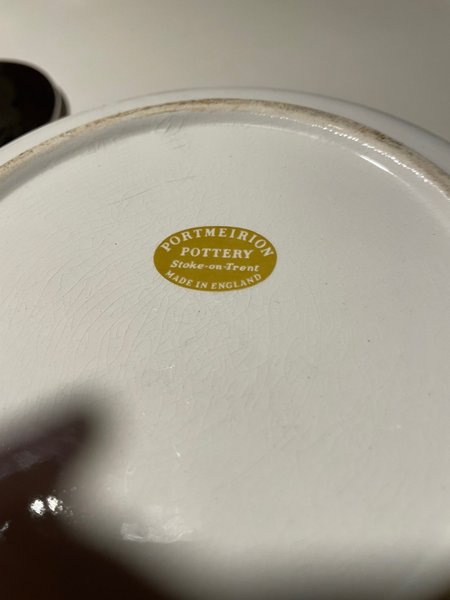 PORTMEIRION
POTTERY
Stoke-on-Trent
MADE IN ENGLAND